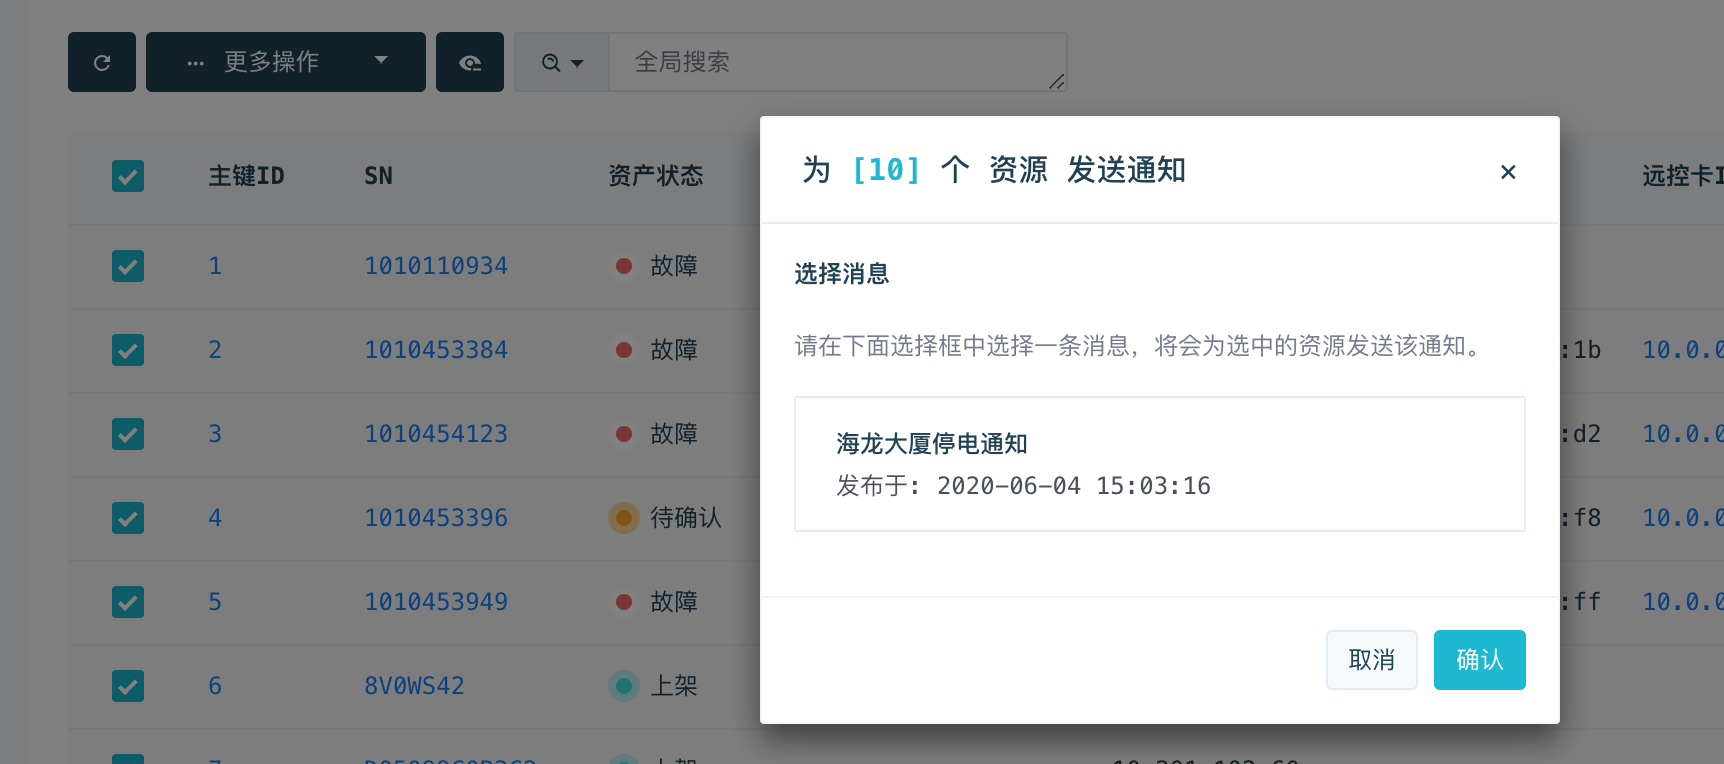 更多操作
全局搜索
主键ID SN 资产状态 远控卡I
为 [10] 个 资源 发送通知
选择消息
请在下面选择框中选择一条消息，将会为选中的资源发送该通知。
海龙大厦停电通知
发布于: 2020-06-04 15:03:16
取消 确认
1 1010110934 故障
2 1010453384 故障 :1b 10.0.0
3 1010454123 故障 :d2 10.0.0
4 1010453396 待确认 :f8 10.0.0
5 1010453949 故障 :ff 10.0.0
6 8V0WS42 上架